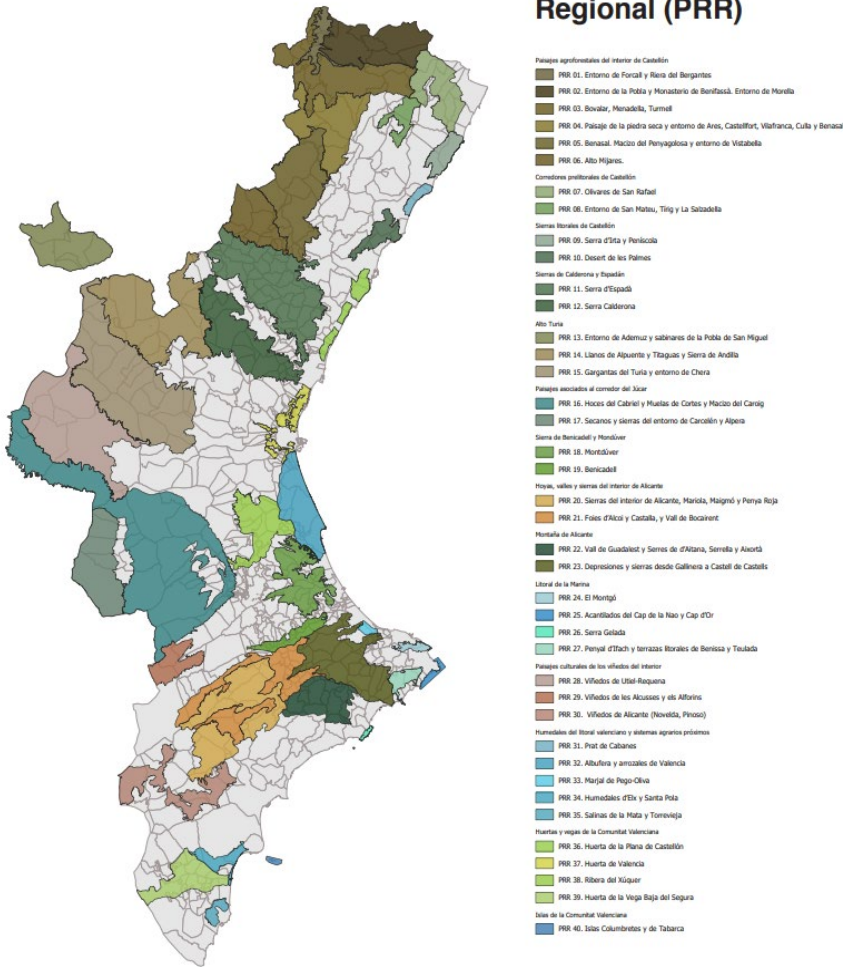 Regional (PRR)
Paisajes agroforestales del interior de Castellón
PRR 01. Entorno de Forcall y Riera del Bergantes
PRR 02. Entorno de la Pobla y Monasterio de Benifassà. Entorno de Morella
PRR 03. Bovalar, Menadella, Turmell
PRR 04. Paisaje de la piedra seca y entorno de Ares, Castellfort, Vilafranca, Culla y Benasal
PRR 05. Benasal. Macizo del Penyagolosa y entorno de Vistabella
PRR 06. Alto Mijares.
Corredores prelitorales de Castellón
PRR 07. Olivares de San Rafael
PRR 08. Entorno de San Mateu, Tirig y La Salzadella
Sierras litorales de Castellón
PRR 09. Serra d'Irta y Peníscola
PRR 10. Desert de les Palmes
Sierras de Calderona y Espadán
PRR 11. Serra d'Espadà
PRR 12. Serra Calderona
Alto Turia
PRR 13. Entorno de Ademuz y sabinares de la Pobla de San Miguel
PRR 14. Llanos de Alpuente y Titaguas y Sierra de Andilla
PRR 15. Gargantas del Turia y entorno de Chera
Paisajes asociados al corredor del Júcar
PRR 16. Hoces del Cabriel y Muelas de Cortes y Macizo del Caroig
PRR 17. Secanos y sierras del entorno de Carcelén y Alpera
Sierra de Benicadell y Mondúver
PRR 18. Montdúver
PRR 19. Benicadell
Hoyas, valles y sierras del interior de Alicante
PRR 20. Sierras del interior de Alicante, Mariola, Maigmó y Penya Roja
PRR 21. Foies d'Alcoi y Castalla, y Vall de Bocairent
Montaña de Alicante
PRR 22. Vall de Guadalest y Serres de d'Aitana, Serrella y Aixortà
PRR 23. Depresiones y sierras desde Gallinera a Castell de Castells
Litoral de la Marina
PRR 24. El Montgó
PRR 25. Acantilados del Cap de la Nao y Cap d'Or
PRR 26. Serra Gelada
PRR 27. Penyal d'Ifach y terrazas litorales de Benissa y Teulada
Paisajes culturales de los viñedos del interior
PRR 28. Viñedos de Utiel-Requena
PRR 29. Viñedos de les Alcusses y els Alforins
PRR 30. Viñedos de Alicante (Novelda, Pinoso)
Humedales del litoral valenciano y sistemas agrarios próximos
PRR 31. Prat de Cabanes
PRR 32. Albufera y arrozales de Valencia
PRR 33. Marjal de Pego-Oliva
PRR 34. Humedales d'Elx y Santa Pola
PRR 35. Salinas de la Mata y Torrevieja
Huertas y vegas de la Comunitat Valenciana
PRR 36. Huerta de la Plana de Castellón
PRR 37. Huerta de Valencia
PRR 38. Ribera del Xúquer
PRR 39. Huerta de la Vega Baja del Segura
Islas de la Comunitat Valenciana
PRR 40. Islas Columbretes y de Tabarca